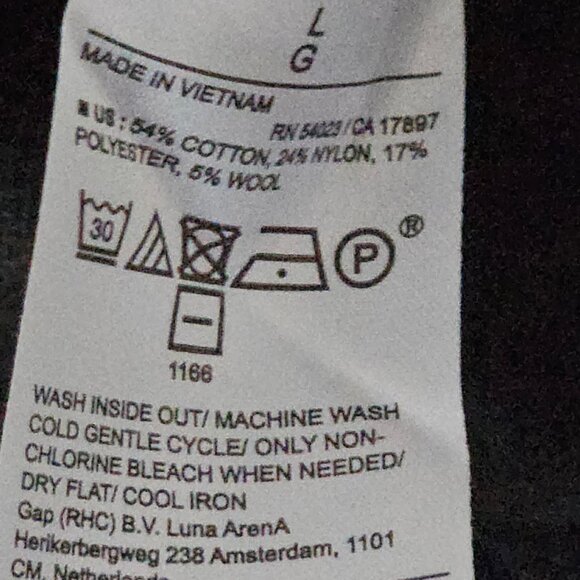 L
G
MADE IN VIETNAM
RN 54023/CA 17897
US : 54% COTTON, 24% NYLON, 17%
POLYESTER, 5% WOOL
30
P
®
1166
WASH INSIDE OUT/ MACHINE WASH
COLD GENTLE CYCLE/ ONLY NON-
CHLORINE BLEACH WHEN NEEDED/
DRY FLAT/ COOL IRON
Gap (RHC) B.V. Luna ArenA
Herikerbergweg 238 Amsterdam, 1101
CM, Netherlands